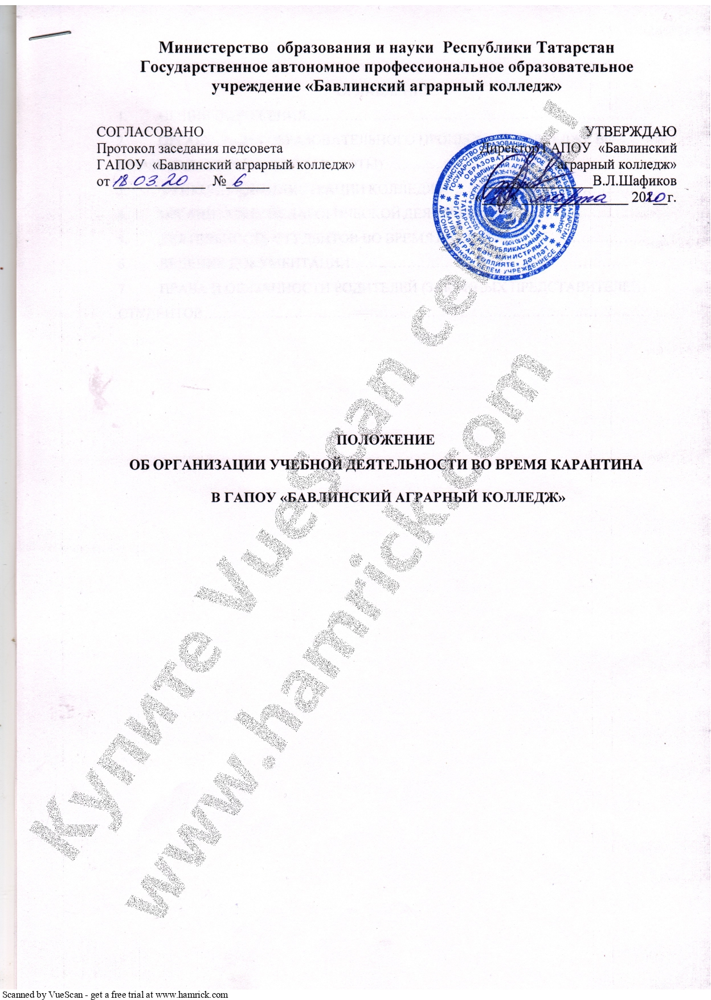 Министерство образования и науки Республики Татарстан
Государственное автономное профессиональное образовательное
учреждение «Бавлинский аграрный колледж»
СОГЛАСОВАНО
Протокол заседания педсовета
ГАПОУ «Бавлинский аграрный колледж»
от 18.03.20 № 6
УТВЕРЖДАЮ
Директор ГАПОУ «Бавлинский
аграрный колледж»
В.Л.Шафиков
марта 2020 г.
ПОЛОЖЕНИЕ
ОБ ОРГАНИЗАЦИИ УЧЕБНОЙ ДЕЯТЕЛЬНОСТИ ВО ВРЕМЯ КАРАНТИНА
В ГАПОУ «БАВЛИНСКИЙ АГРАРНЫЙ КОЛЛЕДЖ»
Купите VueScan
www.hamrick.com
Scanned by VueScan - get a free trial at www.hamrick.com